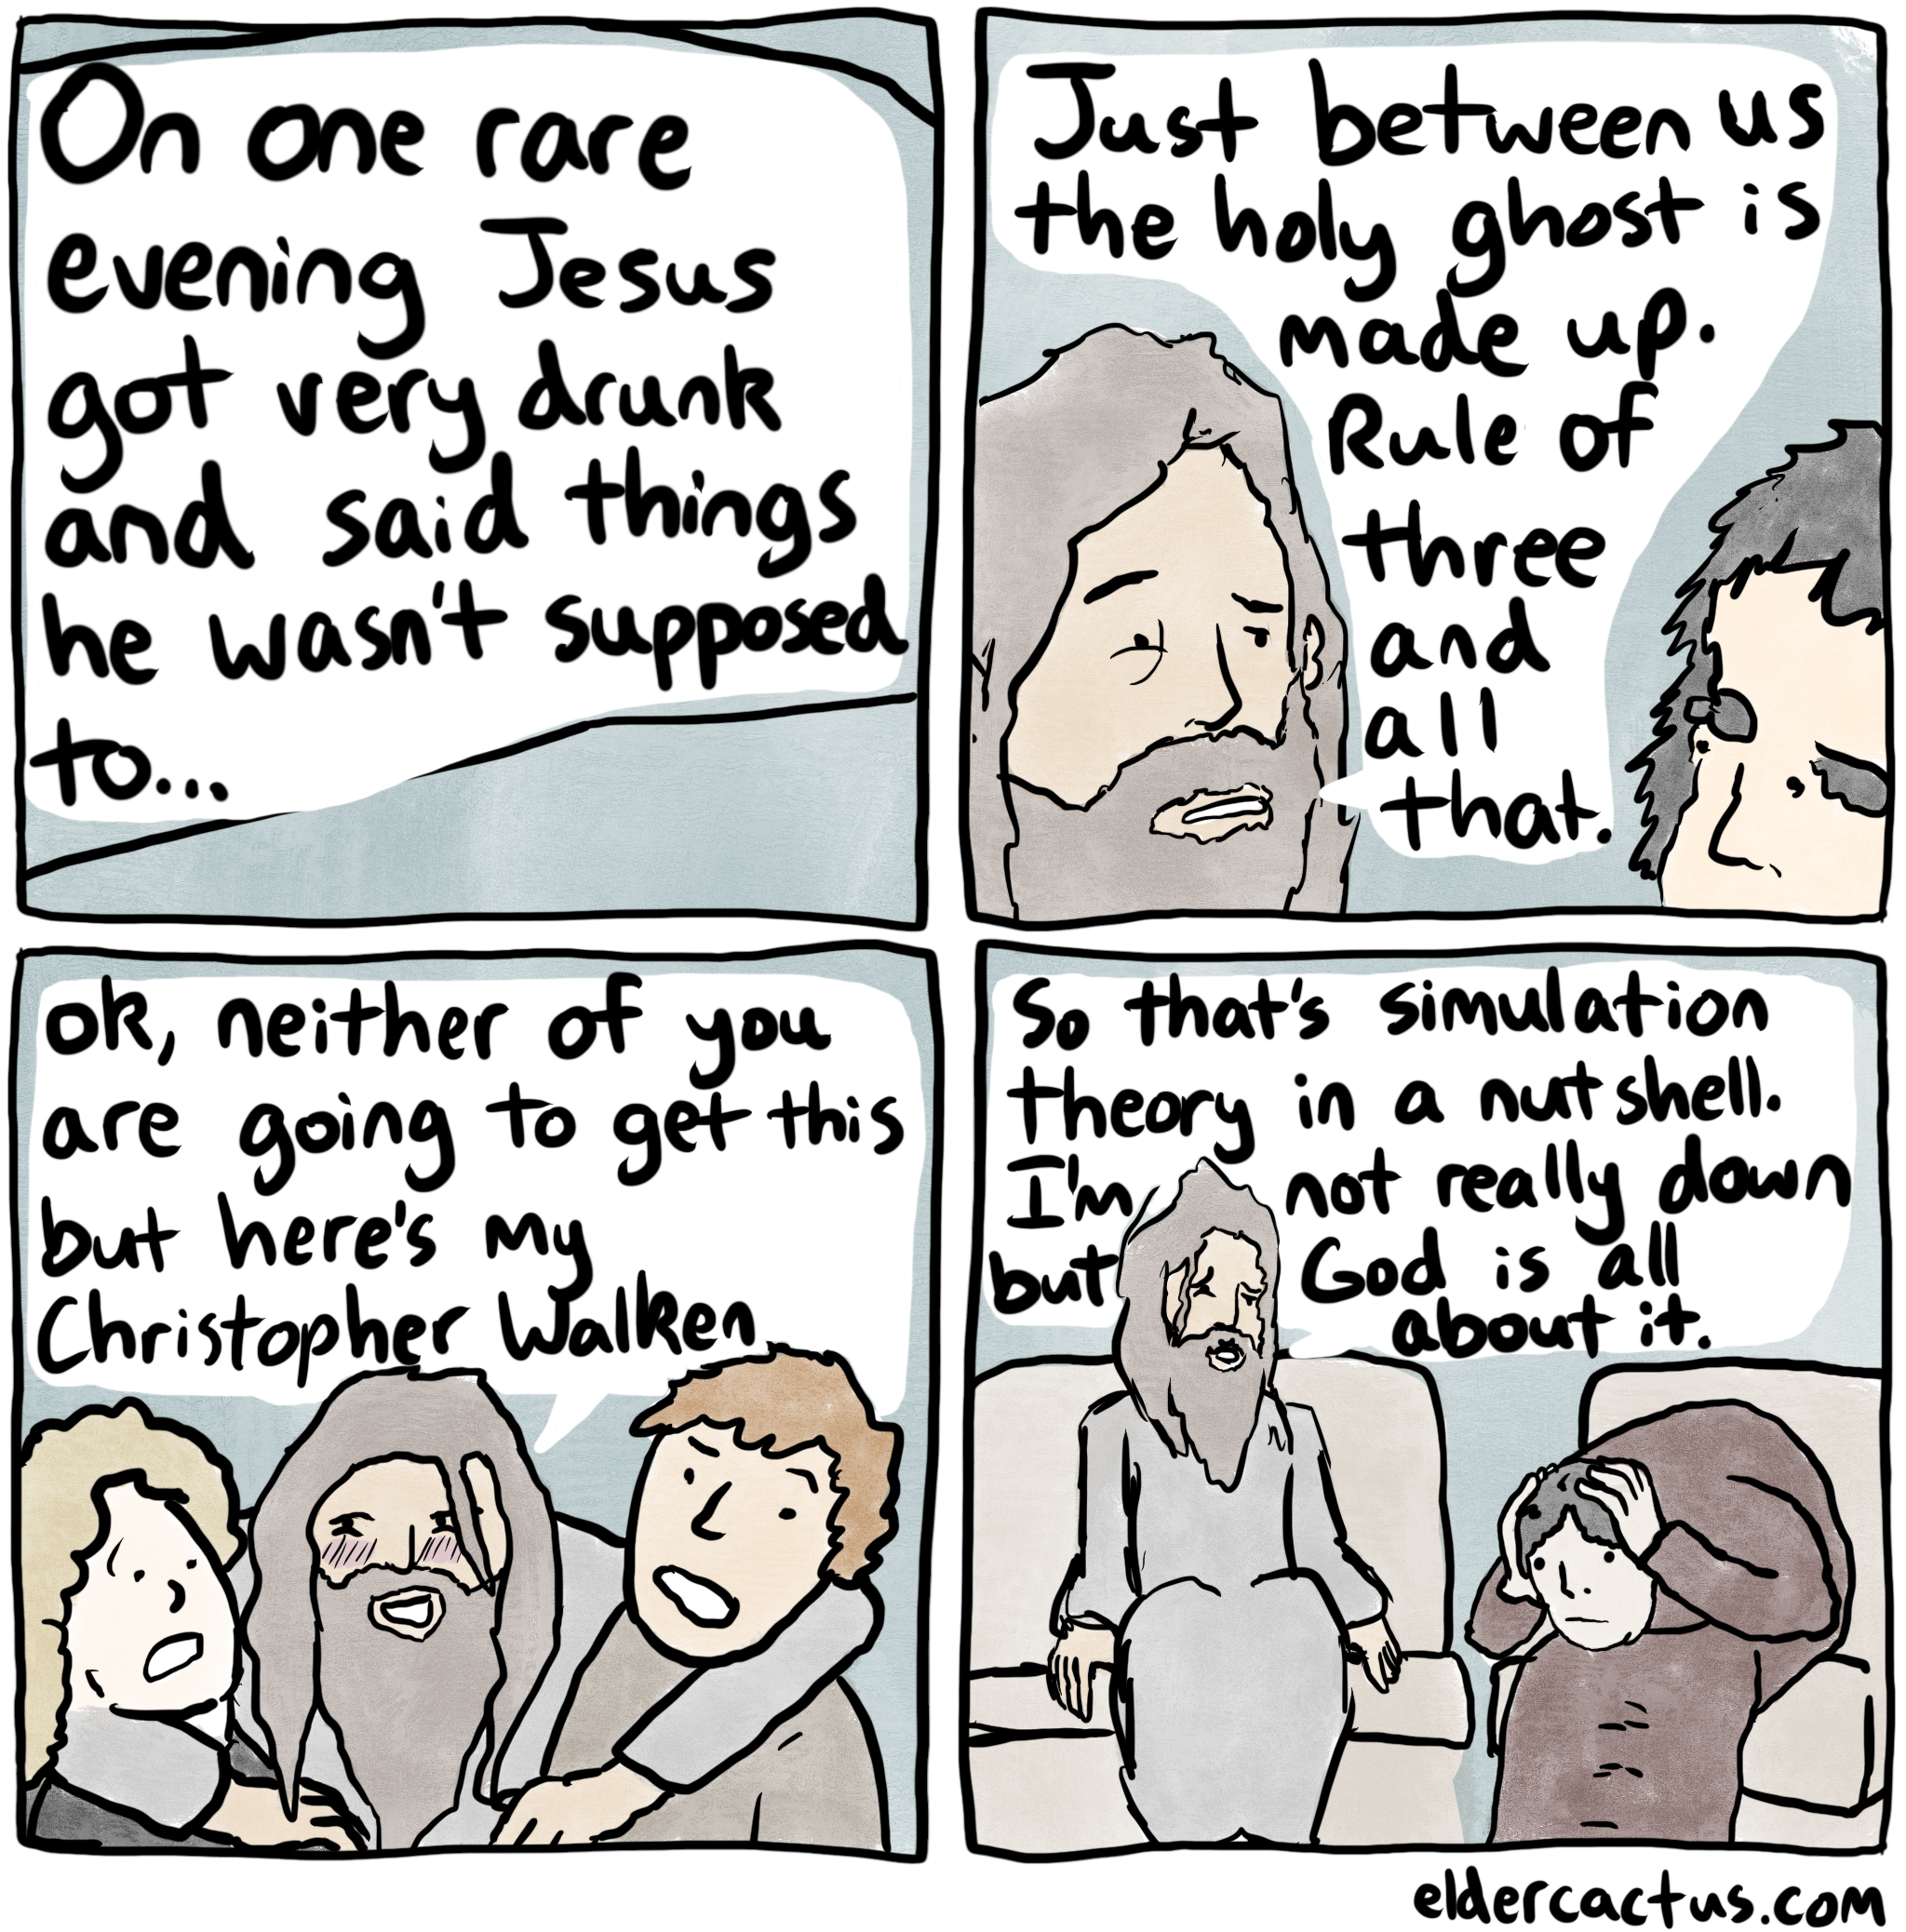 On one rare
evening Jesus
got very drunk
and said things
he wasn't supposed
to...
Just between us
the holy ghost is
made up.
Rule of
three
and
all
that.
ok, neither of you
are going to get this
but here's my
Christopher Walken
So that's simulation
theory in a nutshell.
I'm not really down
but God is all
about it.
eldercactus.com